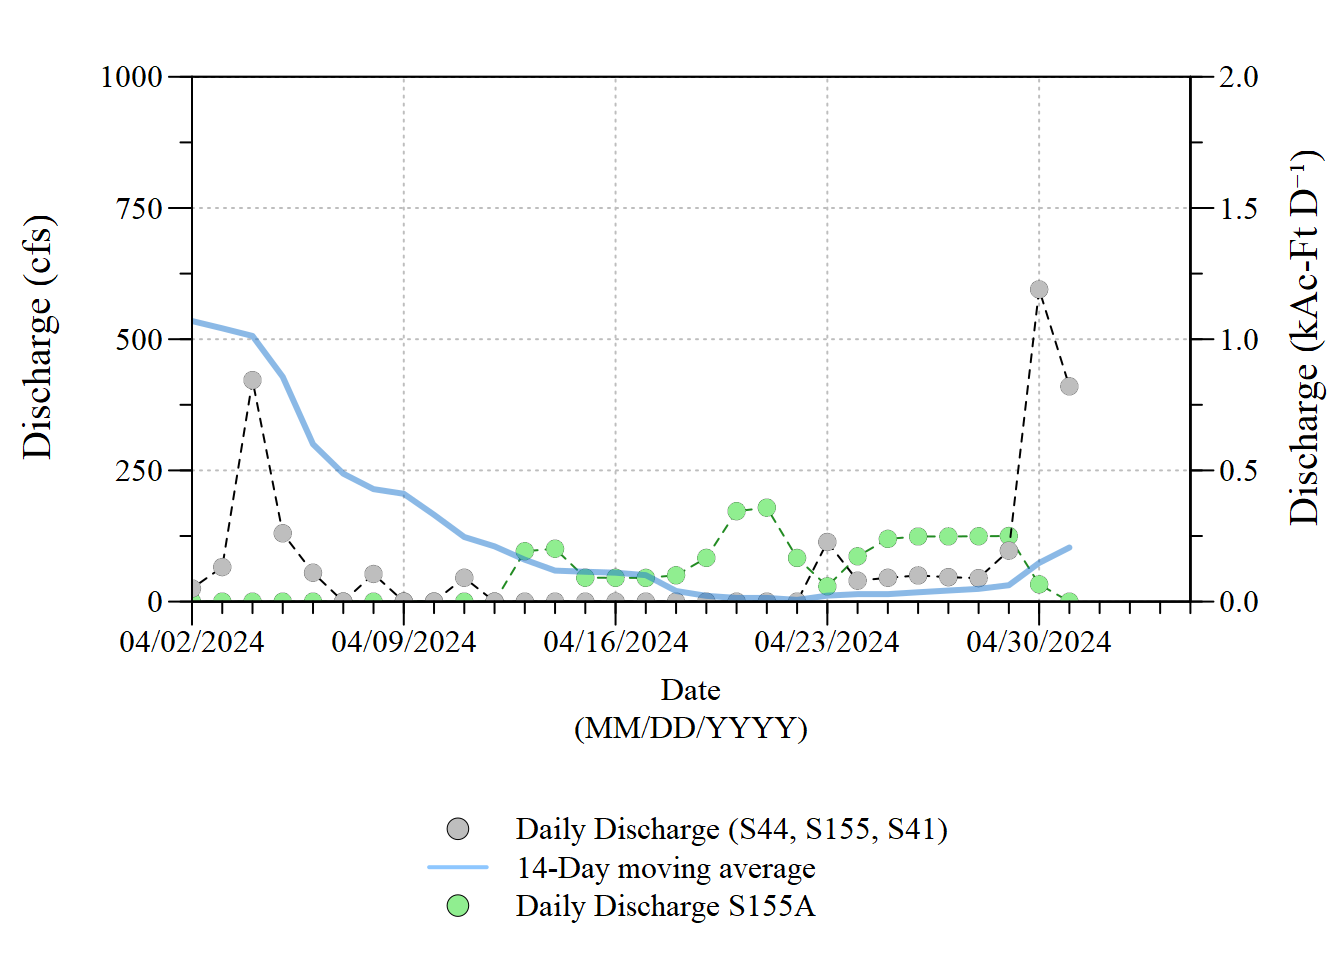 1000
750
500
250
0
Discharge (cfs)
2.0
1.5
1.0
0.5
0.0
Discharge (kAc-Ft D⁻¹)
04/02/2024 04/09/2024 04/16/2024 04/23/2024 04/30/2024
Date
(MM/DD/YYYY)
Daily Discharge (S44, S155, S41)
14-Day moving average
Daily Discharge S155A